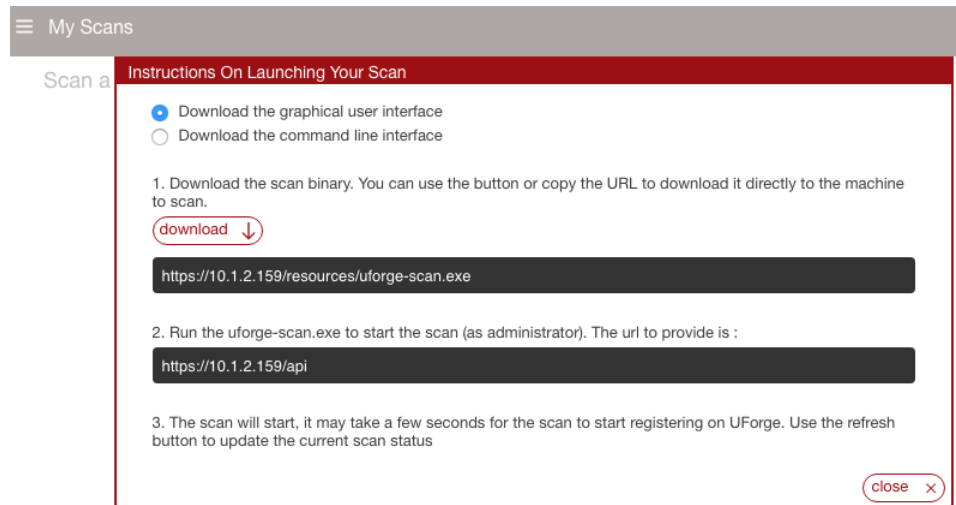 My Scans
Scan a
Instructions On Launching Your Scan
Download the graphical user interface
Download the command line interface
1. Download the scan binary. You can use the button or copy the URL to download it directly to the machine
to scan.
download
https://10.1.2.159/resources/uforge-scan.exe
2. Run the uforge-scan.exe to start the scan (as administrator). The url to provide is :
https://10.1.2.159/api
3. The scan will start, it may take a few seconds for the scan to start registering on UForge. Use the refresh
button to update the current scan status
close